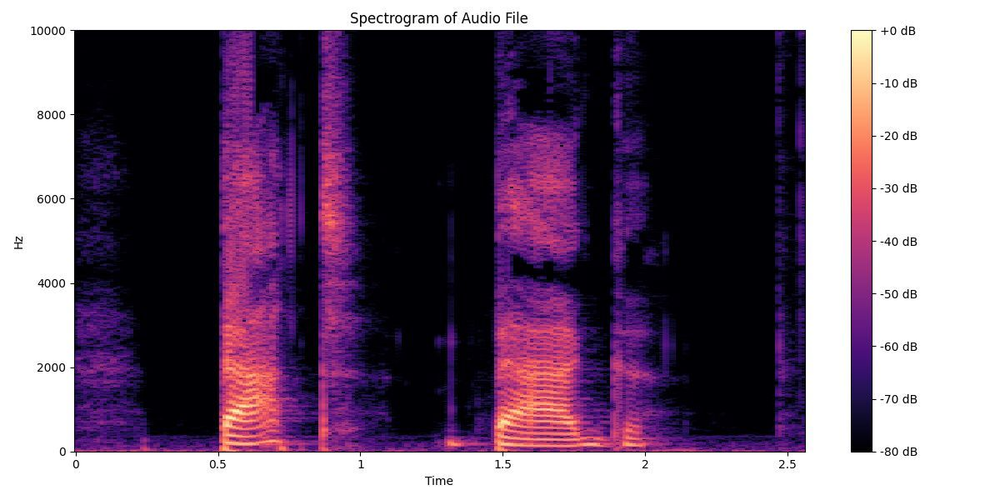 Spectrogram of Audio File
10000
8000
6000
4000
2000
0
Hz
0
0.5
1
1.5
2
2.5
Time
+0 dB
-10 dB
-20 dB
-30 dB
-40 dB
-50 dB
-60 dB
-70 dB
-80 dB